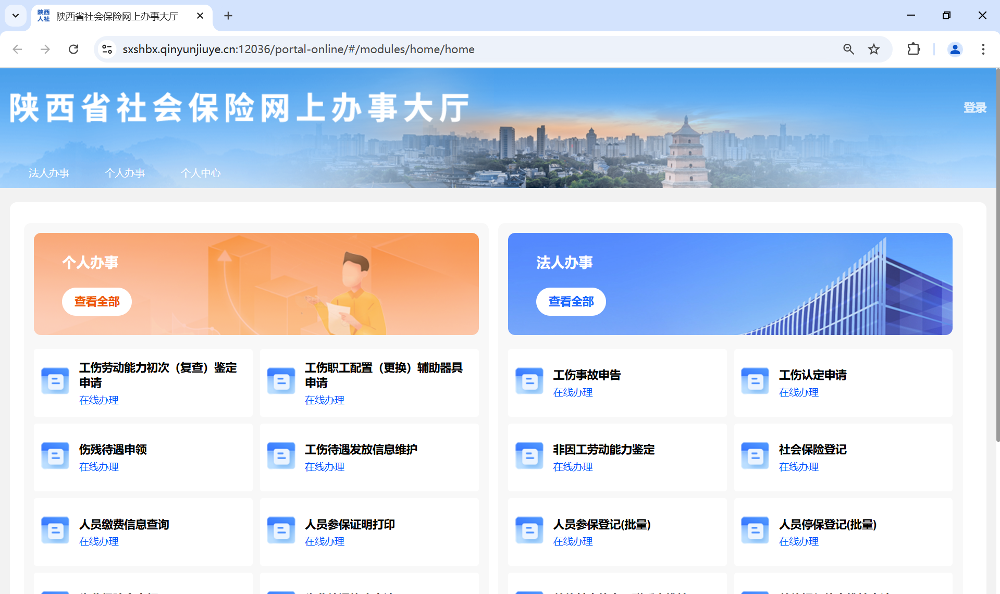 陕西
人社
陕西省社会保险网上办事大厅
sxshbx.qinyunjiuye.cn:12036/portal-online/#/modules/home/home
陕西省社会保险网上办事大厅
登录
法人办事
个人办事
个人中心
个人办事
查看全部
法人办事
查看全部
工伤劳动能力初次（复查）鉴定
申请
在线办理
工伤职工配置（更换）辅助器具
申请
在线办理
工伤事故申告
在线办理
工伤认定申请
在线办理
伤残待遇申领
在线办理
工伤待遇发放信息维护
在线办理
非因工劳动能力鉴定
在线办理
社会保险登记
在线办理
人员缴费信息查询
在线办理
人员参保证明打印
在线办理
人员参保登记(批量)
在线办理
人员停保登记(批量)
在线办理